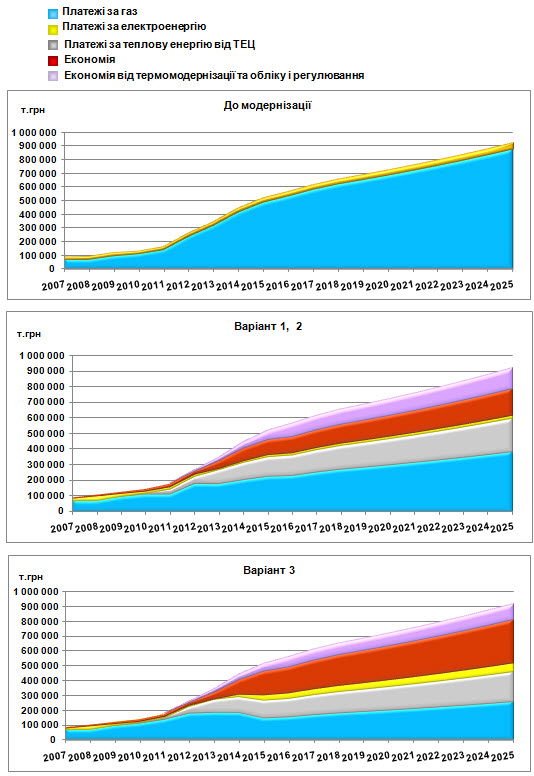 Платежі за газ
Платежі за електроенергію
Платежі за теплову енергію від ТЕЦ
Економія
Економія від термомодернізації та обліку і регулювання
До модернізації
т.грн
1 000 000
900 000
800 000
700 000
600 000
500 000
400 000
300 000
200 000
100 000
0
2007 2008 2009 2010 2011 2012 2013 2014 2015 2016 2017 2018 2019 2020 2021 2022 2023 2024 2025
Варіант 1, 2
т.грн
1 000 000
900 000
800 000
700 000
600 000
500 000
400 000
300 000
200 000
100 000
0
2007 2008 2009 2010 2011 2012 2013 2014 2015 2016 2017 2018 2019 2020 2021 2022 2023 2024 2025
Варіант 3
т.грн
1 000 000
900 000
800 000
700 000
600 000
500 000
400 000
300 000
200 000
100 000
0
2007 2008 2009 2010 2011 2012 2013 2014 2015 2016 2017 2018 2019 2020 2021 2022 2023 2024 2025